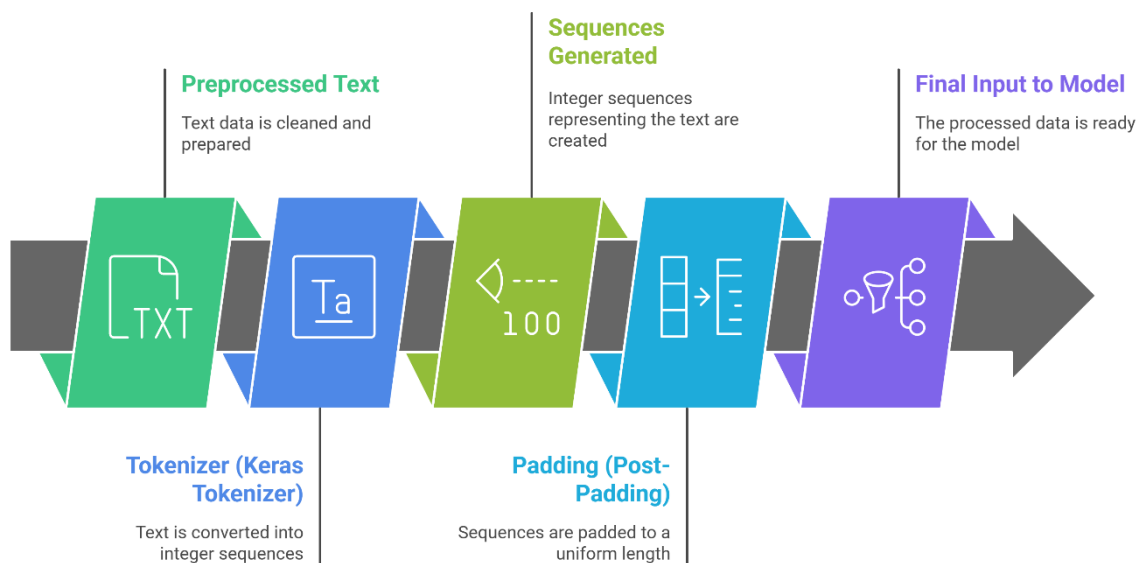 Preprocessed Text
Text data is cleaned and
prepared
Sequences
Generated
Integer sequences
representing the text are
created
Final Input to Model
The processed data is ready
for the model
TXT
Ta
100
Tokenizer (Keras
Tokenizer)
Text is converted into
integer sequences
Padding (Post-
Padding)
Sequences are padded to a
uniform length